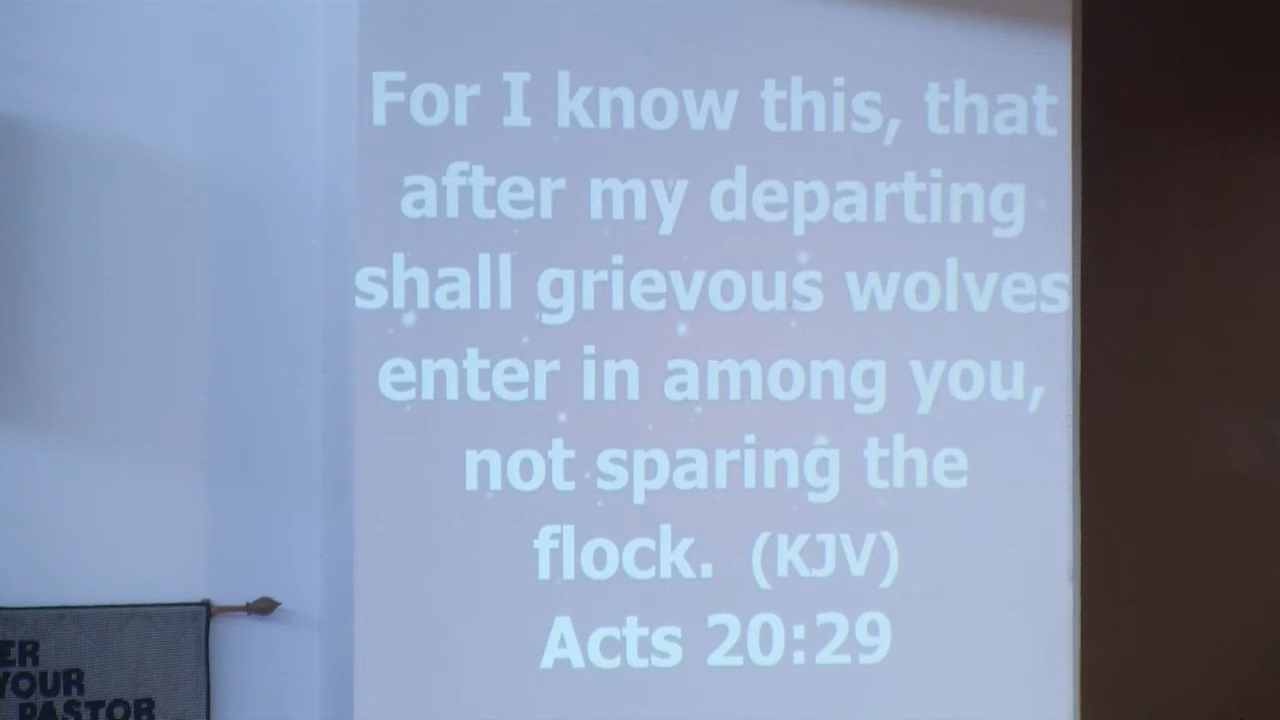 For I know this, that
after my departing
shall grievous wolves
enter in among you,
not sparing the
flock. (KJV)
Acts 20:29
ER
YOUR
PASTOR